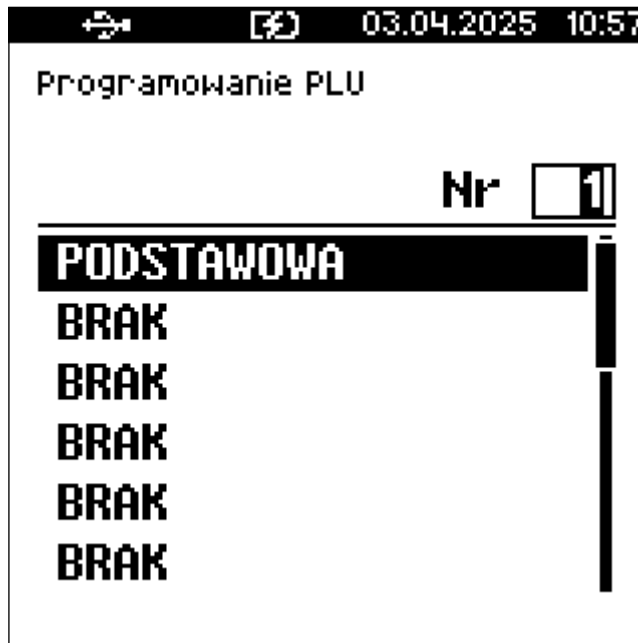 03.04.2025 10:57
Programowanie PLU
Nr 1
PODSTAWOWA
BRAK
BRAK
BRAK
BRAK
BRAK